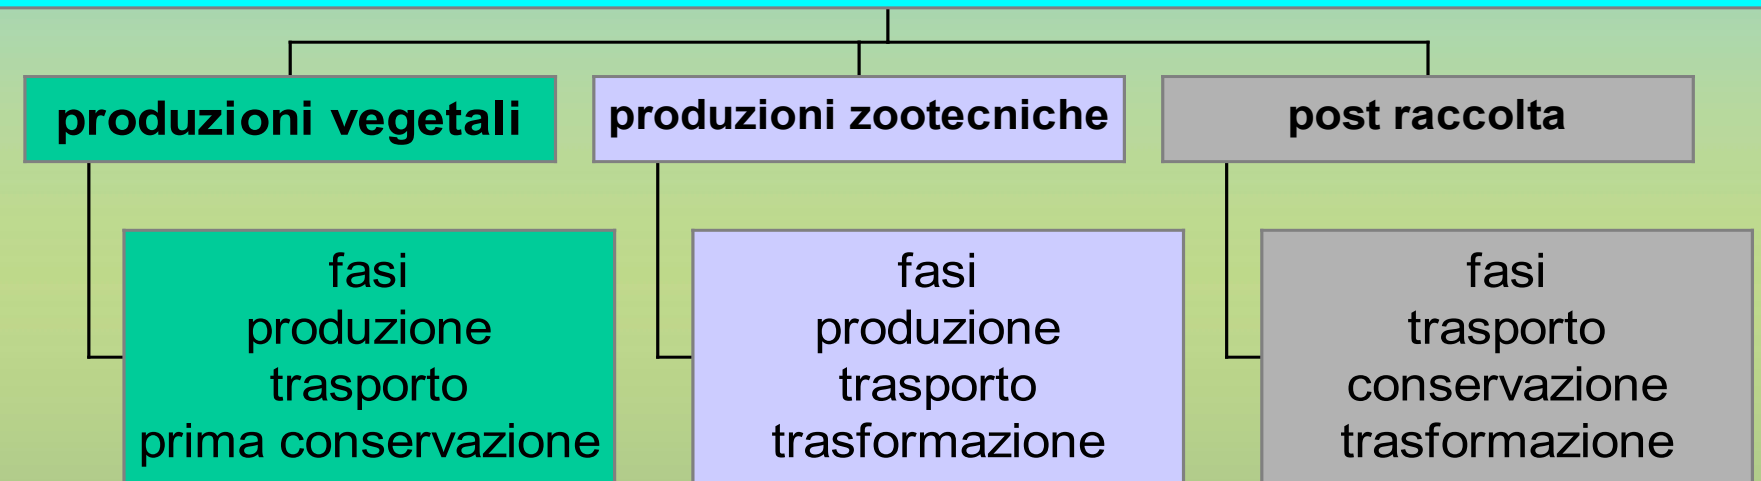 produzioni vegetali
produzioni zootecniche
post raccolta
fasi
produzione
trasporto
prima conservazione
fasi
produzione
trasporto
trasformazione
fasi
trasporto
conservazione
trasformazione